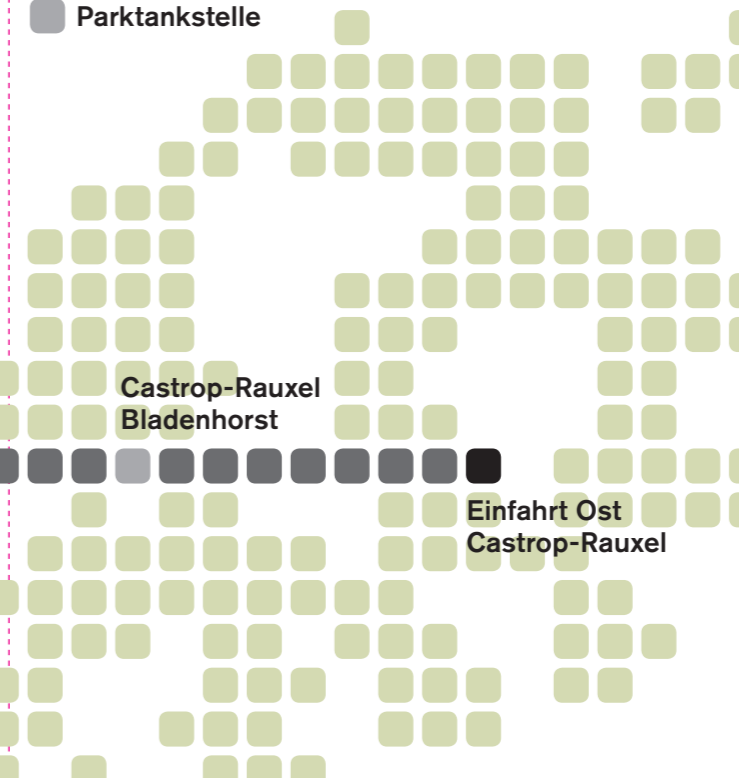 Parktankstelle
Castrop-Rauxel
Bladenhorst
Einfahrt Ost
Castrop-Rauxel